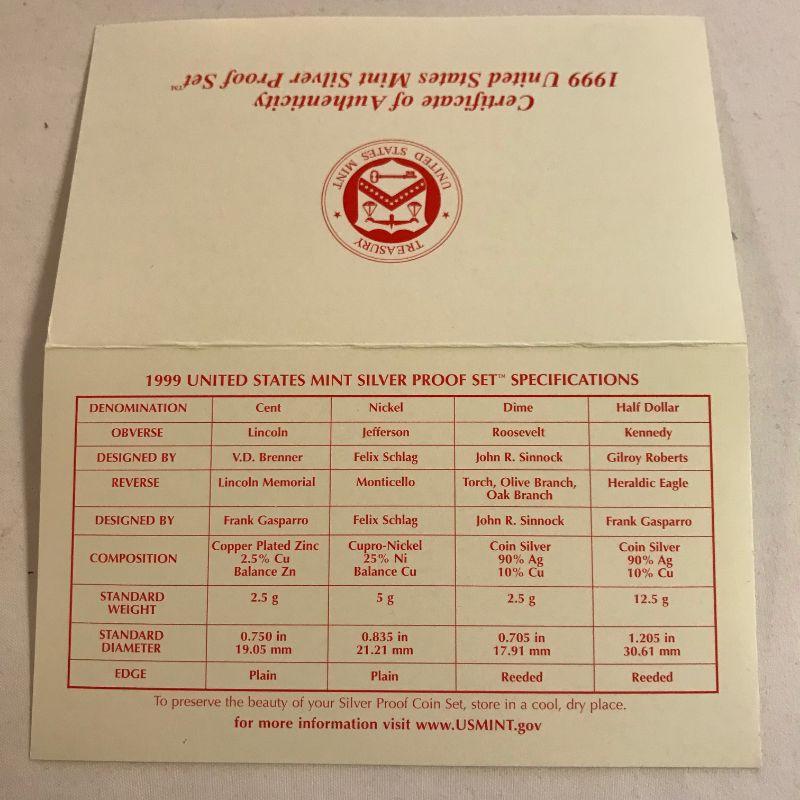 1999 United States Mint Silver Proof Set™
Certificate of Authenticity
UNITED STATES MINT
TREASURY
1999 UNITED STATES MINT SILVER PROOF SET™ SPECIFICATIONS
DENOMINATION Cent Nickel Dime Half Dollar
OBVERSE Lincoln Jefferson Roosevelt Kennedy
DESIGNED BY V.D. Brenner Felix Schlag John R. Sinnock Gilroy Roberts
REVERSE Lincoln Memorial Monticello Torch, Olive Branch, Heraldic Eagle
Oak Branch
DESIGNED BY Frank Gasparro Felix Schlag John R. Sinnock Frank Gasparro
Copper Plated Zinc Cupro-Nickel Coin Silver Coin Silver
COMPOSITION 2.5% Cu 25% Ni 90% Ag 90% Ag
Balance Zn Balance Cu 10% Cu 10% Cu
STANDARD 2.5 g 5 g 2.5 g 12.5 g
WEIGHT
STANDARD 0.750 in 0.835 in 0.705 in 1.205 in
DIAMETER 19.05 mm 21.21 mm 17.91 mm 30.61 mm
EDGE Plain Plain Reeded Reeded
To preserve the beauty of your Silver Proof Coin Set, store in a cool, dry place.
for more information visit www.USMINT.gov